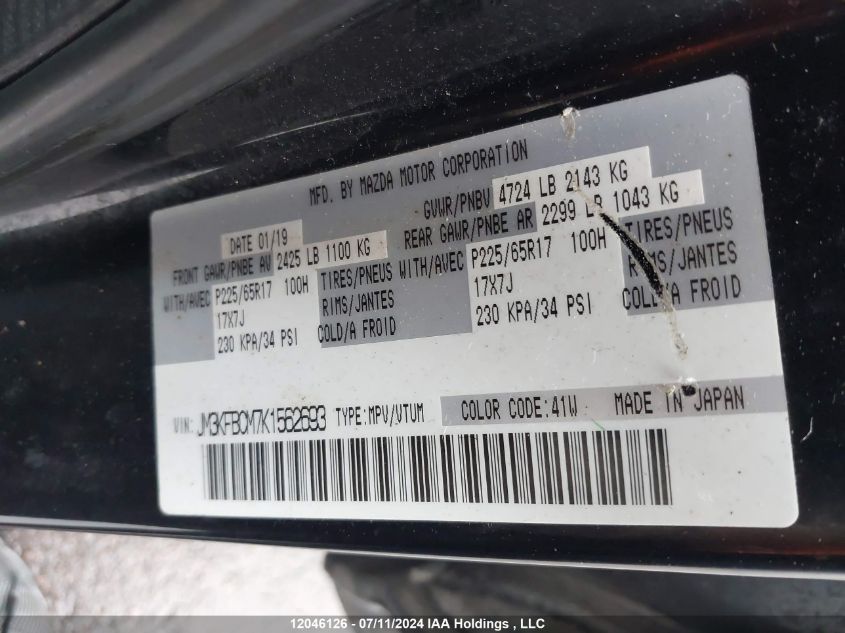 MFD. BY MAZDA MOTOR CORPORATION
DATE 01/19 GVWR/PNBV 4724 LB 2143 KG
FRONT GAWR/PNBE AV 2425 LB 1100 KG REAR GAWR/PNBE AR 2299 LB 1043 KG
WITH/AVEC P225/65R17 100H TIRES/PNEUS WITH/AVEC P225/65R17 100H TIRES/PNEUS
17X7J RIMS/JANTES 17X7J RIMS/JANTES
230 KPA/34 PSI COLD/A FROID 230 KPA/34 PSI COLD/A FROID
VIN: JM3KFBCM7K1562693 TYPE:MPV/VTUM COLOR CODE:41W MADE IN JAPAN
12046126 - 07/11/2024 IAA Holdings , LLC